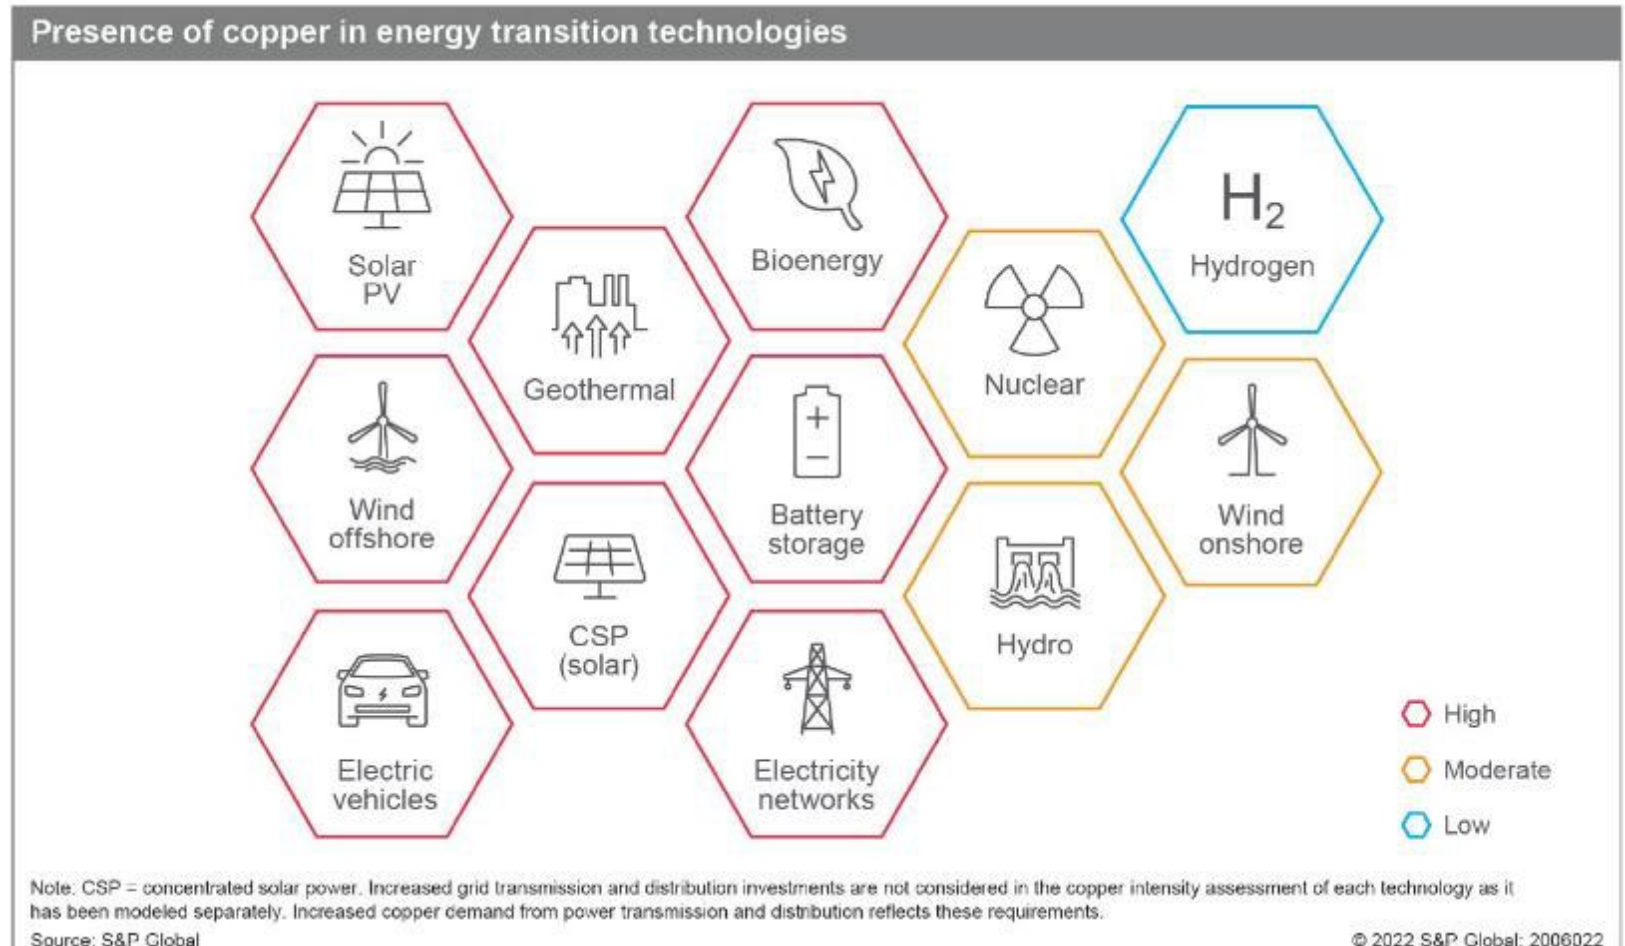 Presence of copper in energy transition technologies
Solar
PV
Bioenergy
H2
Hydrogen
Geothermal
Nuclear
Wind
offshore
Battery
storage
Wind
onshore
CSP
(solar)
Hydro
Electric
vehicles
Electricity
networks
High
Moderate
Low
Note: CSP = concentrated solar power. Increased grid transmission and distribution investments are not considered in the copper intensity assessment of each technology as it
has been modeled separately. Increased copper demand from power transmission and distribution reflects these requirements.
Source: S&P Global
© 2022 S&P Global: 2006022